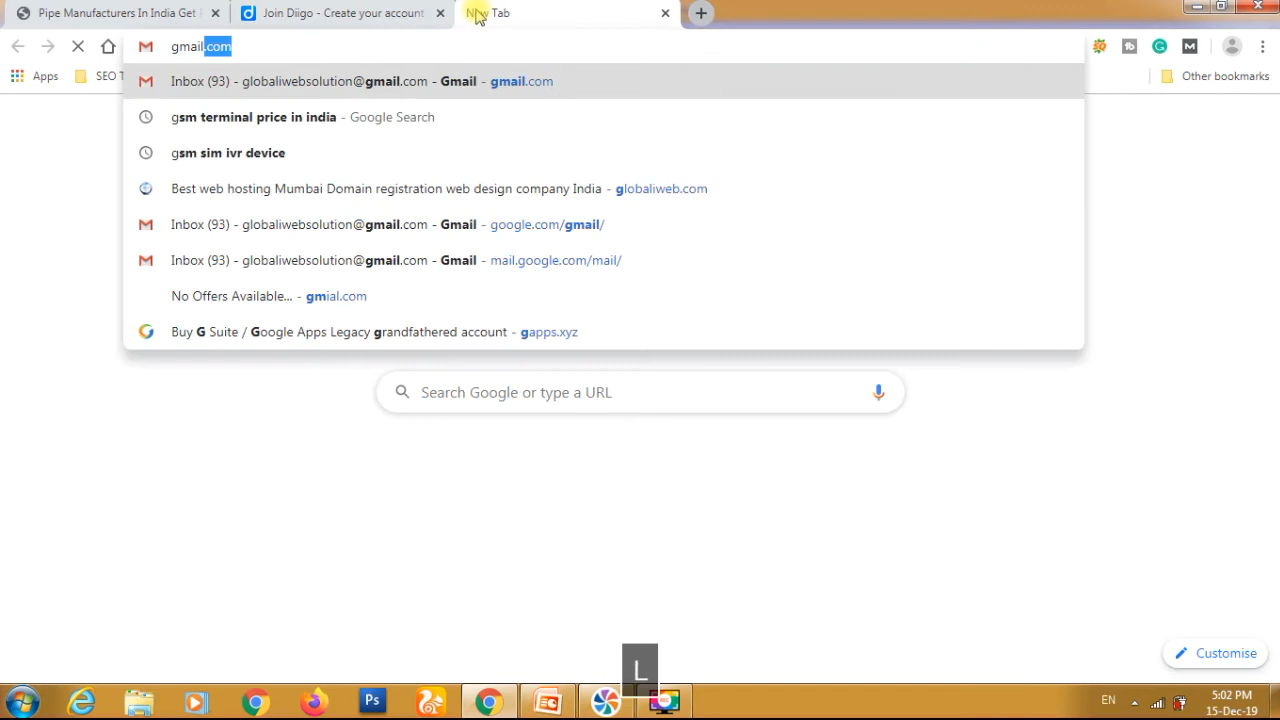 Pipe Manufacturers In India Get
Join Diigo - Create your account
New Tab
gmail.com
Apps
SEO T
Other bookmarks
Inbox (93) - globaliwebsolution@gmail.com - Gmail - gmail.com
gsm terminal price in india - Google Search
gsm sim ivr device
Best web hosting Mumbai Domain registration web design company India - globaliweb.com
Inbox (93) - globaliwebsolution@gmail.com - Gmail - google.com/gmail/
Inbox (93) - globaliwebsolution@gmail.com - Gmail - mail.google.com/mail/
No Offers Available... - gmial.com
Buy G Suite / Google Apps Legacy grandfathered account - gapps.xyz
Search Google or type a URL
Customise
L
Ps
REC
EN
5:02 PM
15-Dec-19